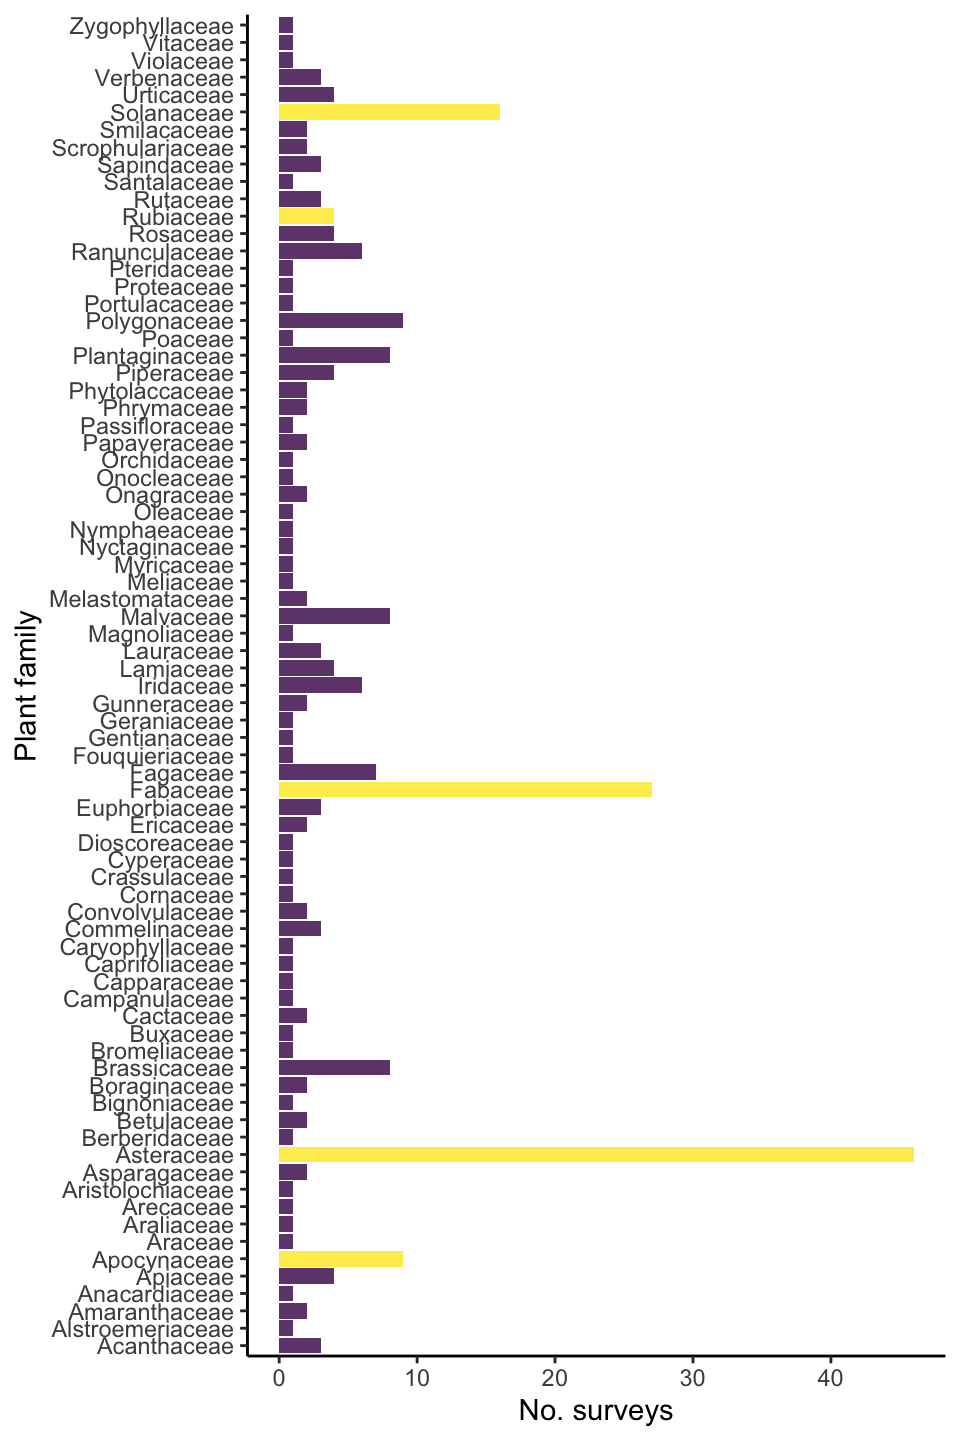 Zygophyllaceae
Vitaceae
Violaceae
Verbenaceae
Urticaceae
Solanaceae
Smilacaceae
Scrophulariaceae
Sapindaceae
Santalaceae
Rutaceae
Rubiaceae
Rosaceae
Ranunculaceae
Pteridaceae
Proteaceae
Portulacaceae
Polygonaceae
Poaceae
Plantaginaceae
Piperaceae
Phytolaccaceae
Phrymaceae
Passifloraceae
Papaveraceae
Orchidaceae
Onocleaceae
Onagraceae
Oleaceae
Nymphaeaceae
Nyctaginaceae
Myricaceae
Meliaceae
Melastomataceae
Malvaceae
Magnoliaceae
Lauraceae
Lamiaceae
Iridaceae
Gunneraceae
Geraniaceae
Gentianaceae
Fouquieriaceae
Fagaceae
Fabaceae
Euphorbiaceae
Ericaceae
Dioscoreaceae
Cyperaceae
Crassulaceae
Cornaceae
Convolvulaceae
Commelinaceae
Caryophyllaceae
Caprifoliaceae
Capparaceae
Campanulaceae
Cactaceae
Buxaceae
Bromeliaceae
Brassicaceae
Boraginaceae
Bignoniaceae
Betulaceae
Berberidaceae
Asteraceae
Asparagaceae
Aristolochiaceae
Arecaceae
Araliaceae
Araceae
Apocynaceae
Apiaceae
Anacardiaceae
Amaranthaceae
Alstroemeriaceae
Acanthaceae
Plant family
0 10 20 30 40
No. surveys